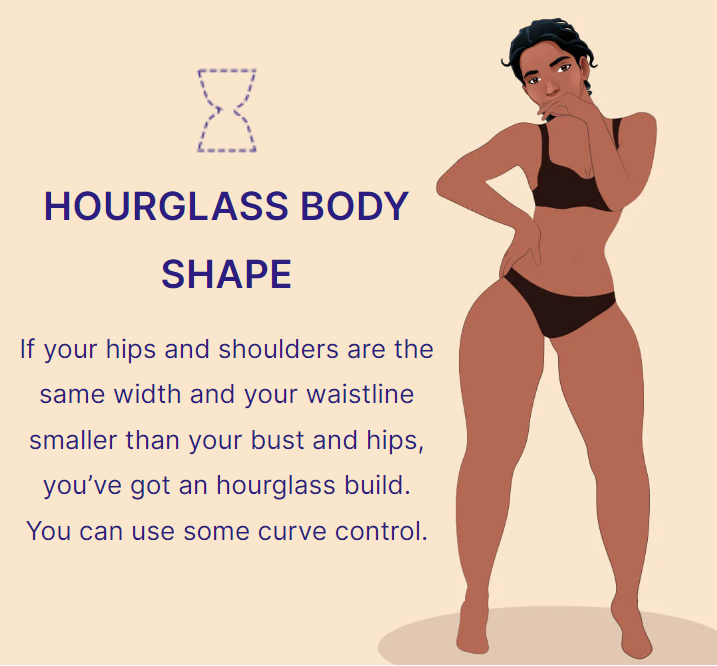 HOURGLASS BODY
SHAPE
If your hips and shoulders are the
same width and your waistline
smaller than your bust and hips,
you’ve got an hourglass build.
You can use some curve control.